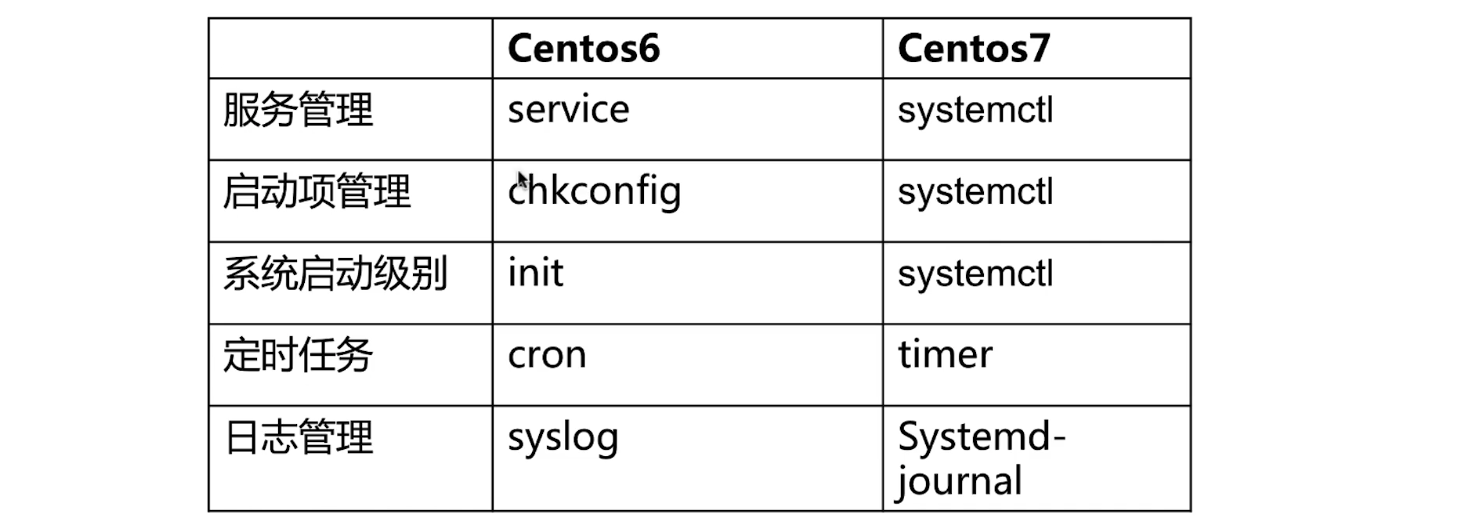 Centos6 Centos7
服务管理 service systemctl
启动项管理 chkconfig systemctl
系统启动级别 init systemctl
定时任务 cron timer
日志管理 syslog Systemd-
journal